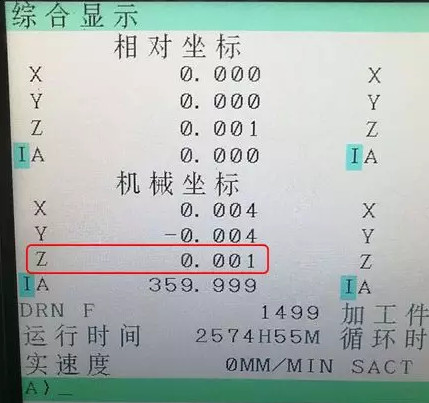 综合显示
相对坐标
X 0.000 X
Y 0.000 Y
Z 0.001 Z
IA 0.000 IA
机械坐标
X 0.004 X
Y -0.004 Y
Z 0.001 Z
IA 359.999 IA
DRN F 1499 加工件
运行时间 2574H55M 循环时
实速度 0MM/MIN SACT
A)_